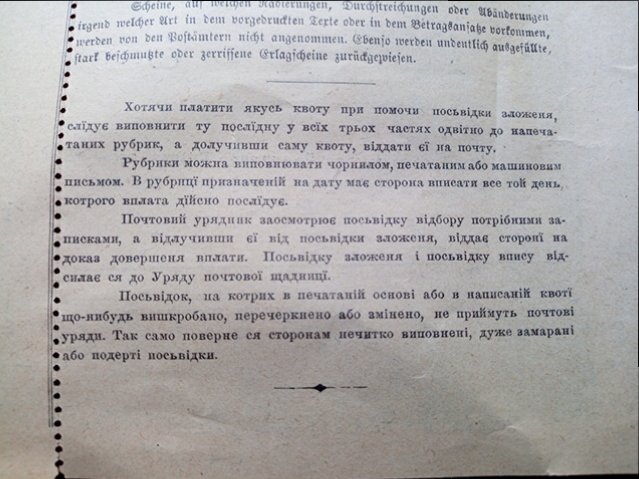 Scheine, auf welchen Radierungen, Durchstreichungen oder Abänderungen
irgend welcher Art in dem vorgedruckten Texte oder in dem Betragsansatze vorkommen,
werden von den Postämtern nicht angenommen. Ebenso werden undeutlich ausgefüllte,
stark beschmutzte oder zerrissene Erlagscheine zurückgewiesen.
Хотячи платити якусь квоту при помочи посьвідки зложеня,
слїдує виповнити ту послїдну у всїх трьох частях одвітно до напеча-
таних рубрик, а долучивши саму квоту, віддати єї на почту.
Рубрики можна виповнювати чорнилом, печатаним або машиновим
письмом. В рубрицї призначеній на дату має сторона вписати все той день,
котрого вплата дїйсно послїдує.
Почтовий урядник заосмотрює посьвідку відбору потрібними за-
писками, а відлучивши єї від посьвідки зложеня, віддає сторонї на
доказ довершеня вплати. Посьвідку зложеня і посьвідку впису від-
силає ся до Уряду почтової щадницї.
Посьвідок, на котрих в печатаній основі або в написаній квотї
що-нибудь вишкробано, перечеркнено або змінено, не приймуть почтові
уряди. Так само поверне ся сторонам нечитко виповнені, дуже замарані
або подерті посьвідки.